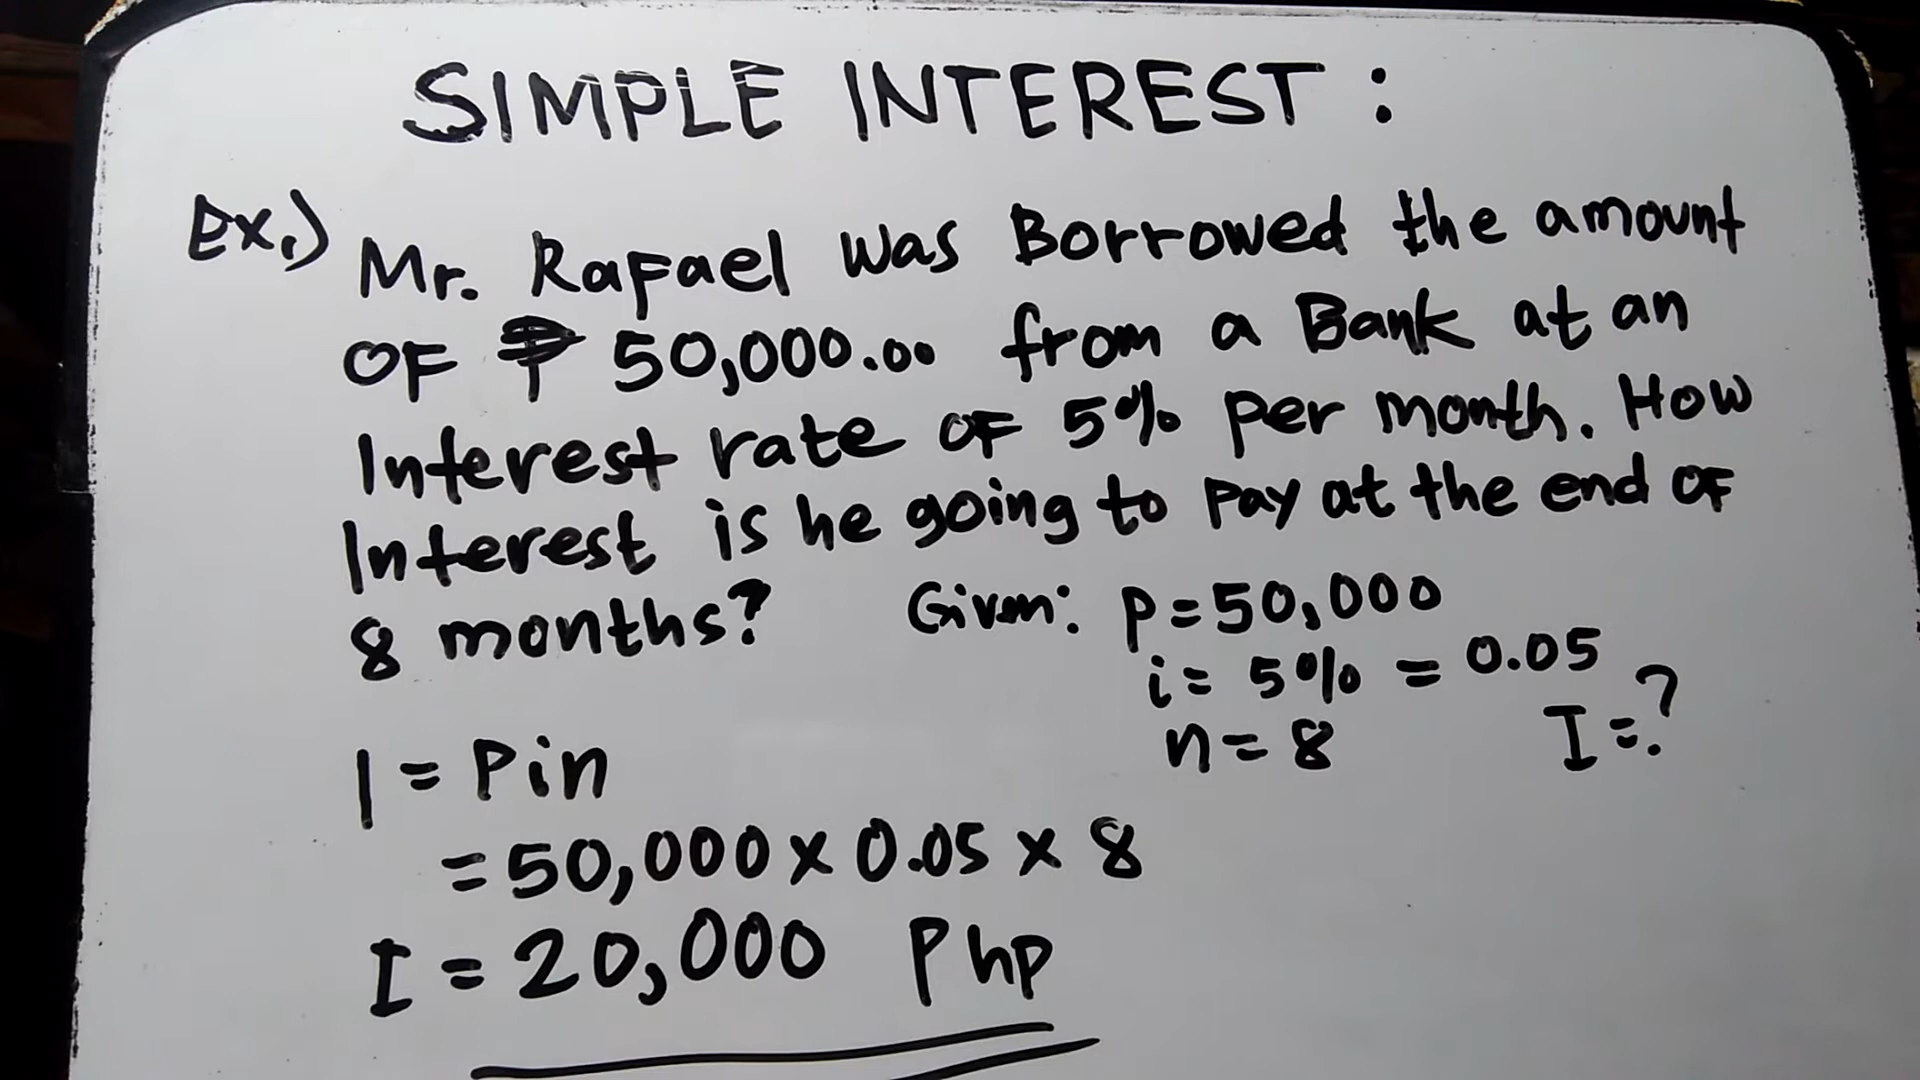 SIMPLE INTEREST :
Ex.) Mr. Rafael was Borrowed the amount
OF ₱ 50,000.00 from a Bank at an
Interest rate OF 5% per month. How
Interest is he going to pay at the end OF
8 months? Given: P=50,000
i= 5% = 0.05
n=8 I=?
I = Pin
=50,000 x 0.05 x 8
I = 20,000 Php